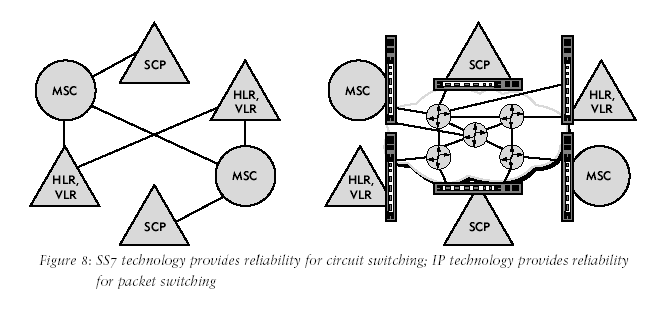 SCP
SCP
MSC
HLR,
VLR
MSC
HLR,
VLR
HLR,
VLR
MSC
HLR,
VLR
MSC
SCP
SCP
Figure 8: SS7 technology provides reliability for circuit switching; IP technology provides reliability
for packet switching